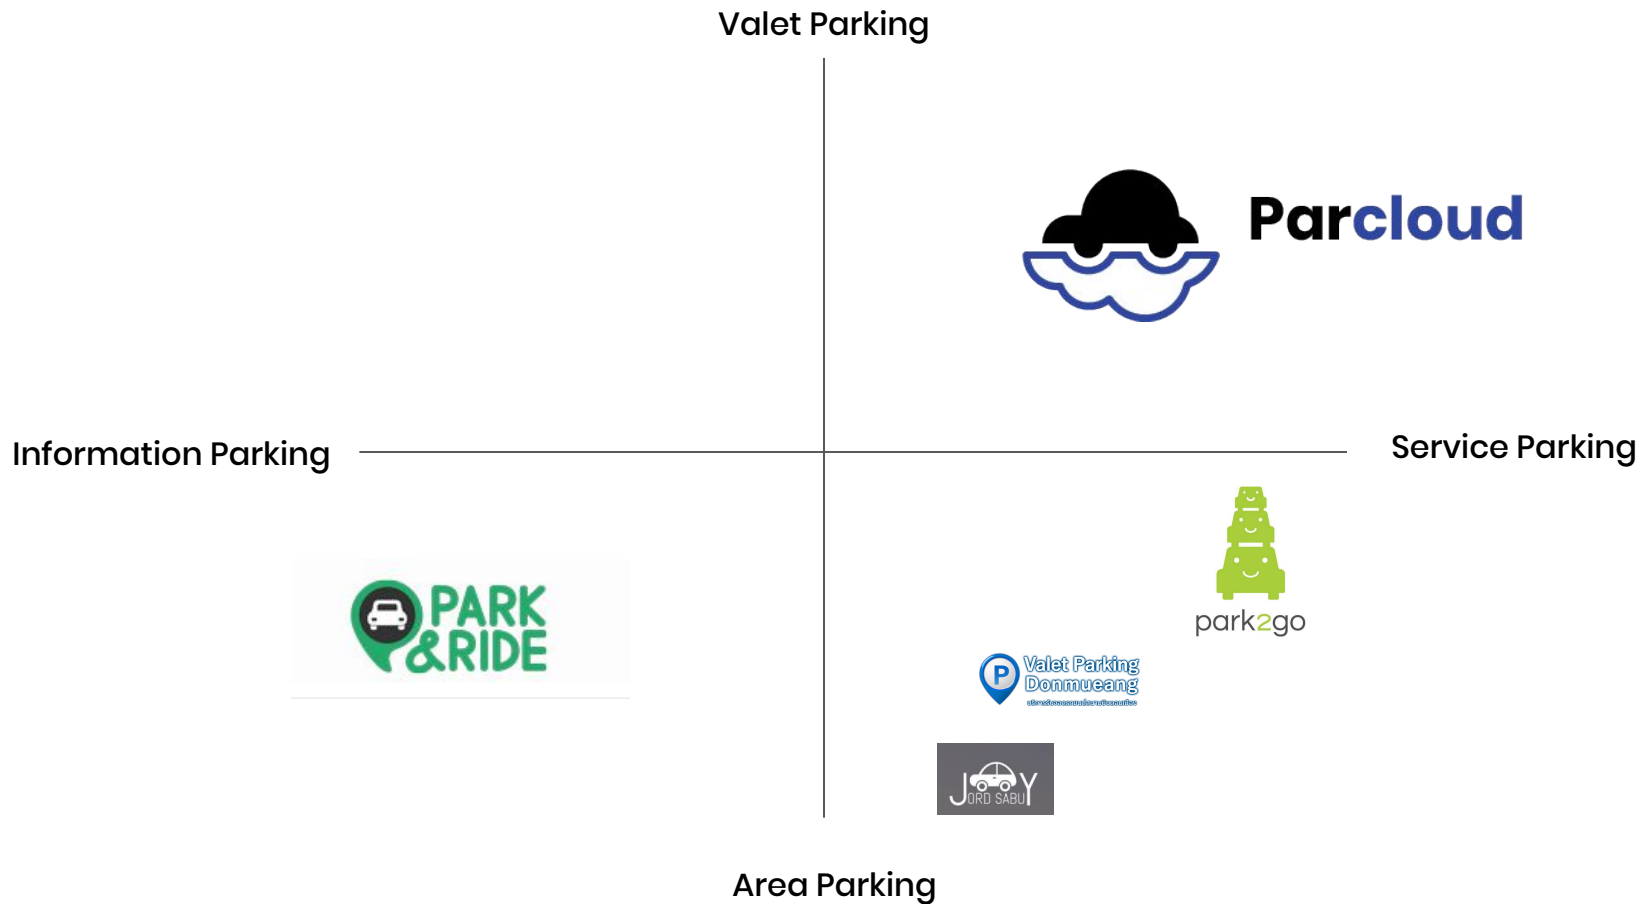 Valet Parking
Parcloud
Information Parking
Service Parking
PARK
&RIDE
park2go
P
Valet Parking
Donmueang
JORD SABUY
Area Parking